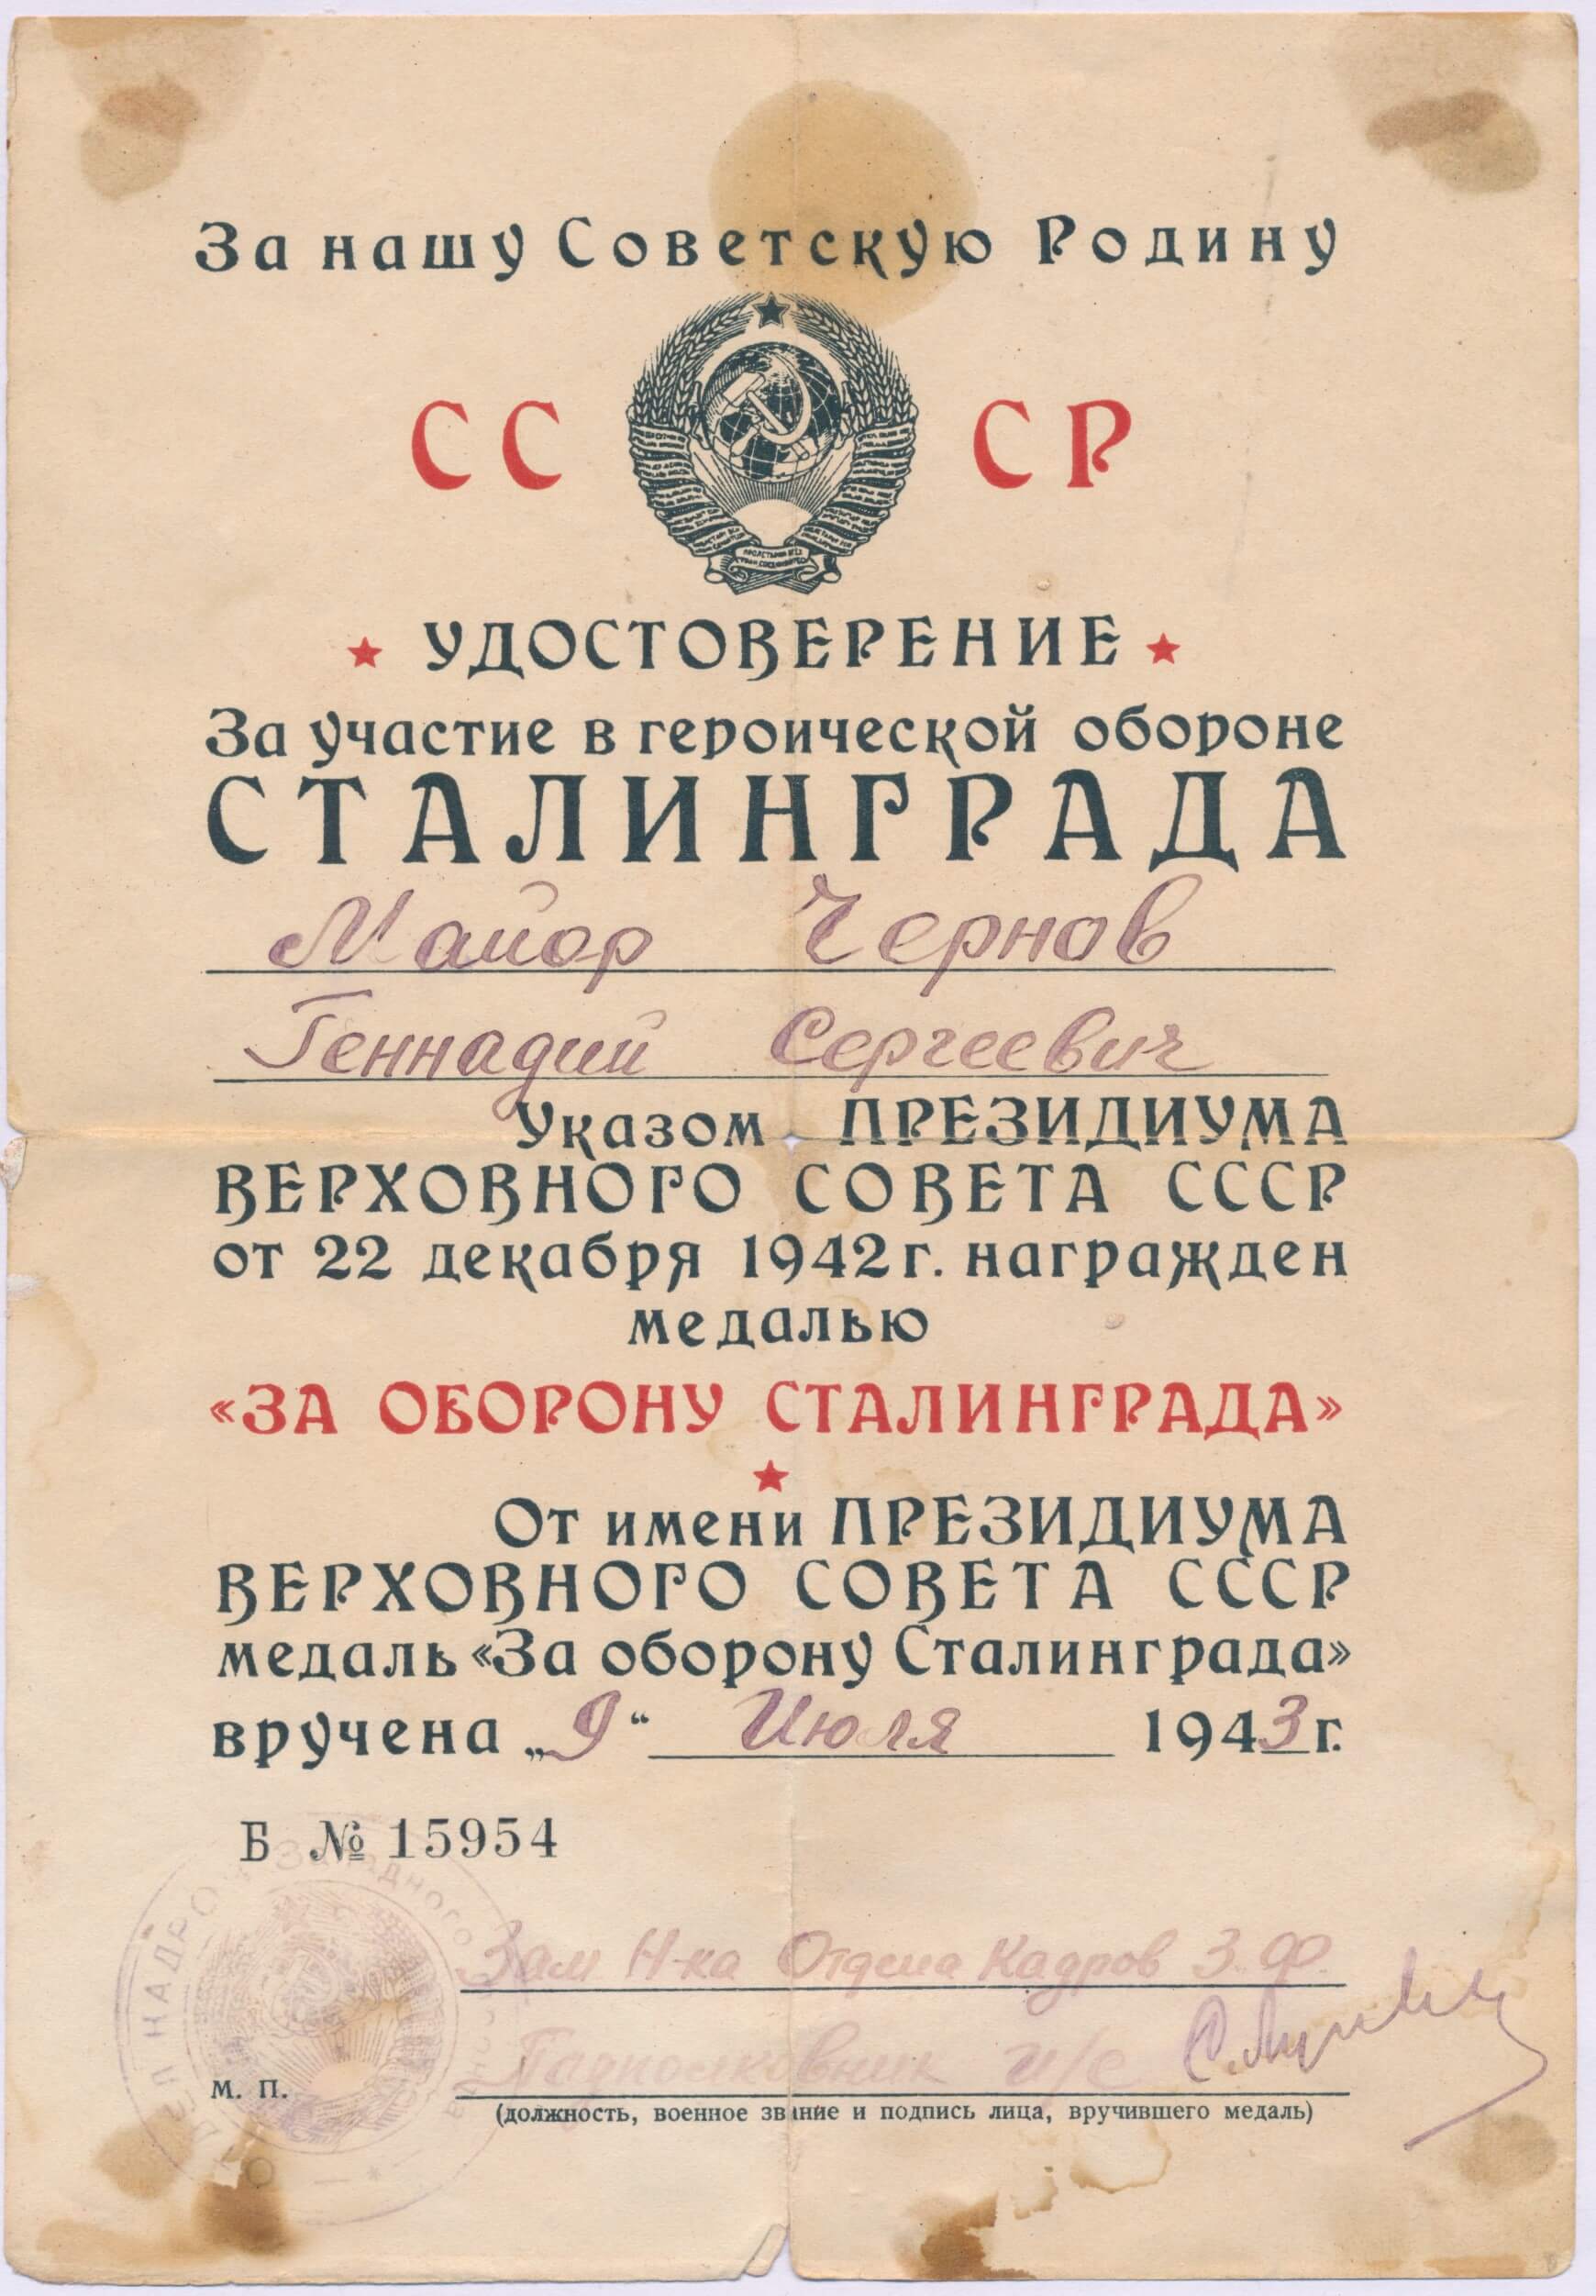 За нашу Советскую Родину
СС СР
УДОСТОВЕРЕНИЕ
За участие в героической обороне
СТАЛИНГРАДА
Майор Чернов
Геннадий Сергеевич
Указом ПРЕЗИДИУМА
ВЕРХОВНОГО СОВЕТА СССР
от 22 декабря 1942 г. награжден
медалью
«ЗА ОБОРОНУ СТАЛИНГРАДА»
От имени ПРЕЗИДИУМА
ВЕРХОВНОГО СОВЕТА СССР
медаль «За оборону Сталинграда»
вручена „9“ Июля 1943 г.
Б № 15954
Зам Н-ка Отдела Кадров З.Ф.
Подполковник и/с
М. П.
(должность, военное звание и подпись лица, вручившего медаль)